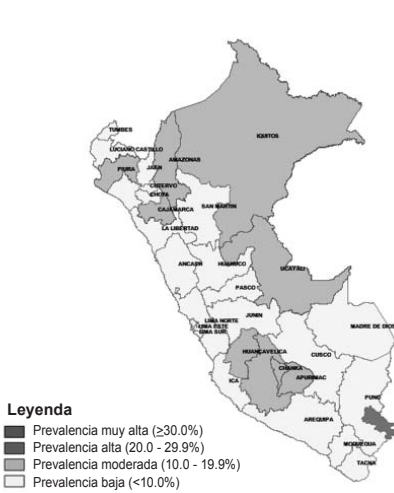 TUMBES
LUCIANO CASTILLO
IQUITOS
PIURA
JAEN
AMAZONAS
CUTERVO
CHOTA
CAJAMARCA
SAN MARTIN
LA LIBERTAD
ANCASH
HUANUCO
UCAYALI
PASCO
JUNIN
LIMA NORTE
LIMA ESTE
LIMA SUR
MADRE DE DIOS
HUANCAVELICA
CUSCO
CHANKA
APURIMAC
ICA
PUNO
AREQUIPA
MOQUEGUA
TACNA
Leyenda
Prevalencia muy alta (≥30.0%)
Prevalencia alta (20.0 - 29.9%)
Prevalencia moderada (10.0 - 19.9%)
Prevalencia baja (<10.0%)